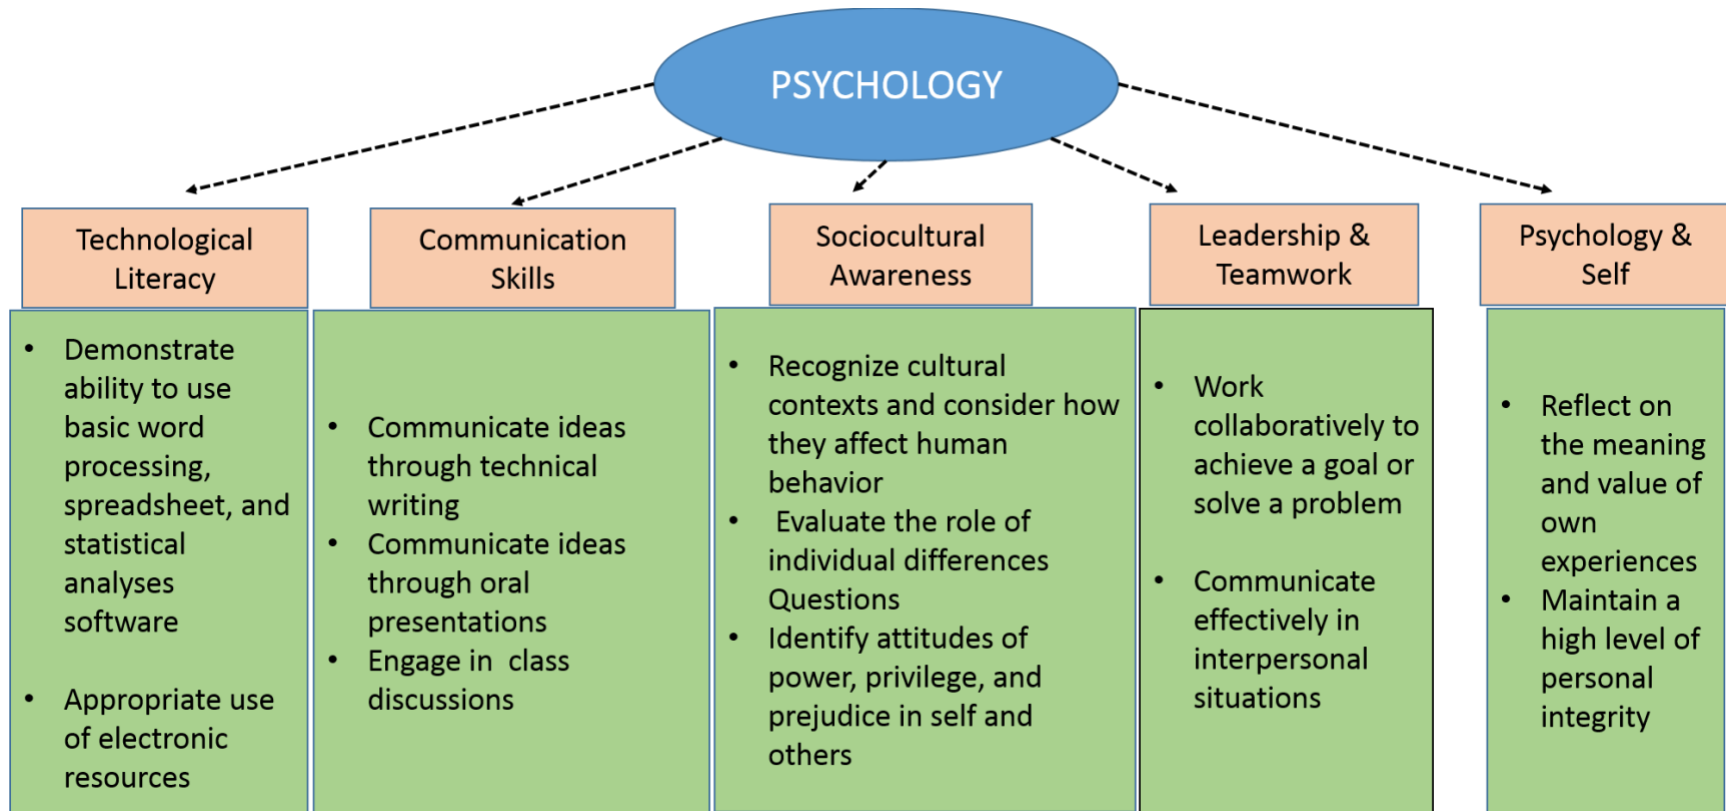 PSYCHOLOGY
Technological
Literacy
• Demonstrate
ability to use
basic word
processing,
spreadsheet, and
statistical
analyses
software
• Appropriate use
of electronic
resources
Communication
Skills
• Communicate ideas
through technical
writing
• Communicate ideas
through oral
presentations
• Engage in class
discussions
Sociocultural
Awareness
• Recognize cultural
contexts and consider how
they affect human
behavior
• Evaluate the role of
individual differences
Questions
• Identify attitudes of
power, privilege, and
prejudice in self and
others
Leadership &
Teamwork
• Work
collaboratively to
achieve a goal or
solve a problem
• Communicate
effectively in
interpersonal
situations
Psychology &
Self
• Reflect on
the meaning
and value of
own
experiences
• Maintain a
high level of
personal
integrity